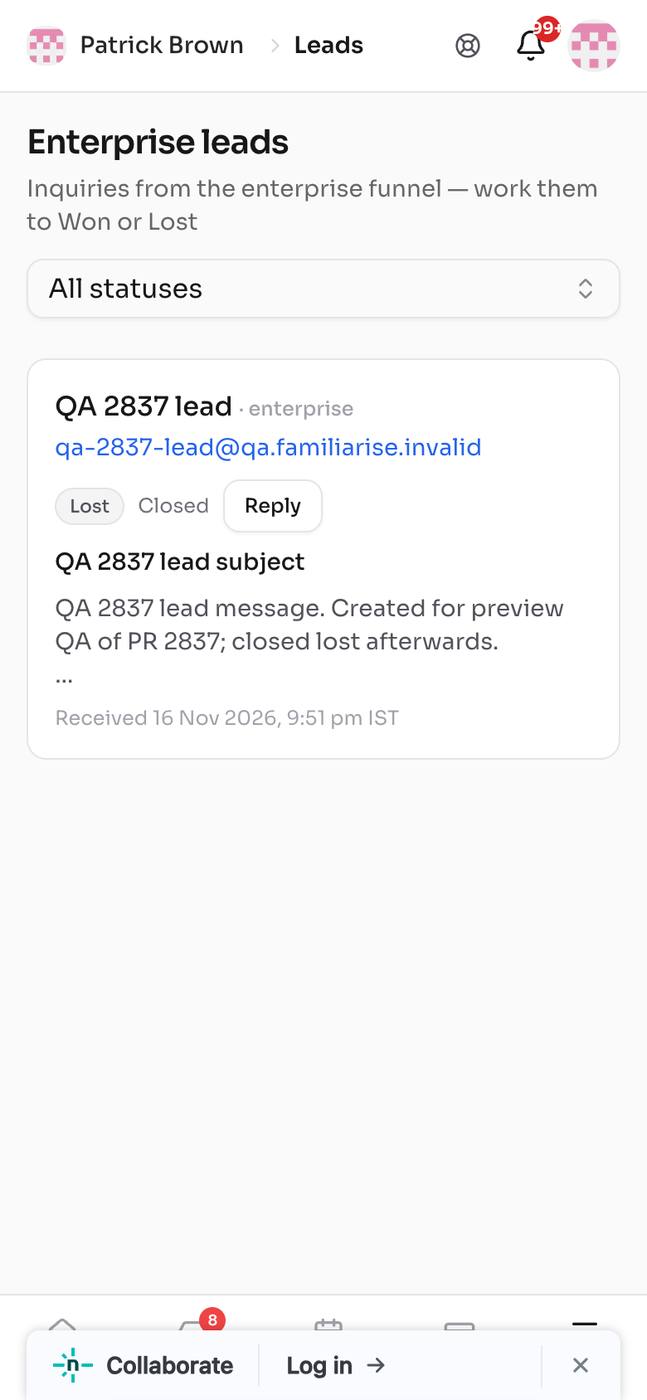 Patrick Brown
Leads
99+
Enterprise leads
Inquiries from the enterprise funnel — work them
to Won or Lost
All statuses
QA 2837 lead · enterprise
qa-2837-lead@qa.familiarise.invalid
Lost
Closed
Reply
QA 2837 lead subject
QA 2837 lead message. Created for preview
QA of PR 2837; closed lost afterwards.
...
Received 16 Nov 2026, 9:51 pm IST
8
n
Collaborate
Log in →